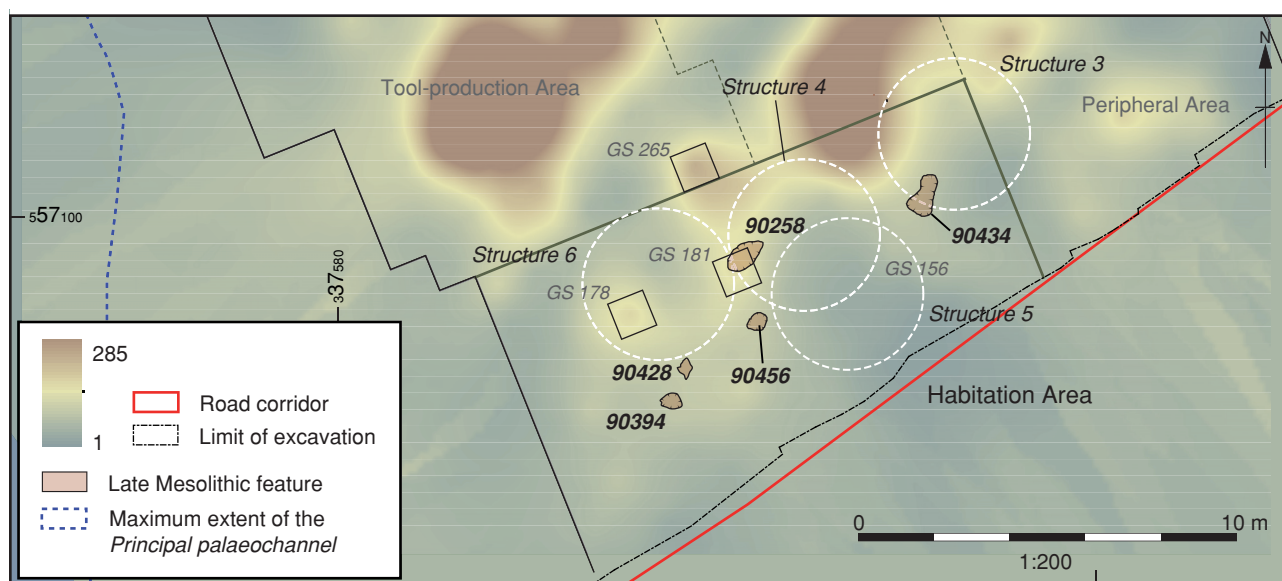 N
Structure 3
Tool-production Area
Structure 4
Peripheral Area
GS 265
557100
90258
90434
Structure 6
GS 181
GS 156
337580
GS 178
Structure 5
285
90428
90456
Habitation Area
Road corridor
90394
1
Limit of excavation
Late Mesolithic feature
Maximum extent of the
Principal palaeochannel
0
10 m
1:200